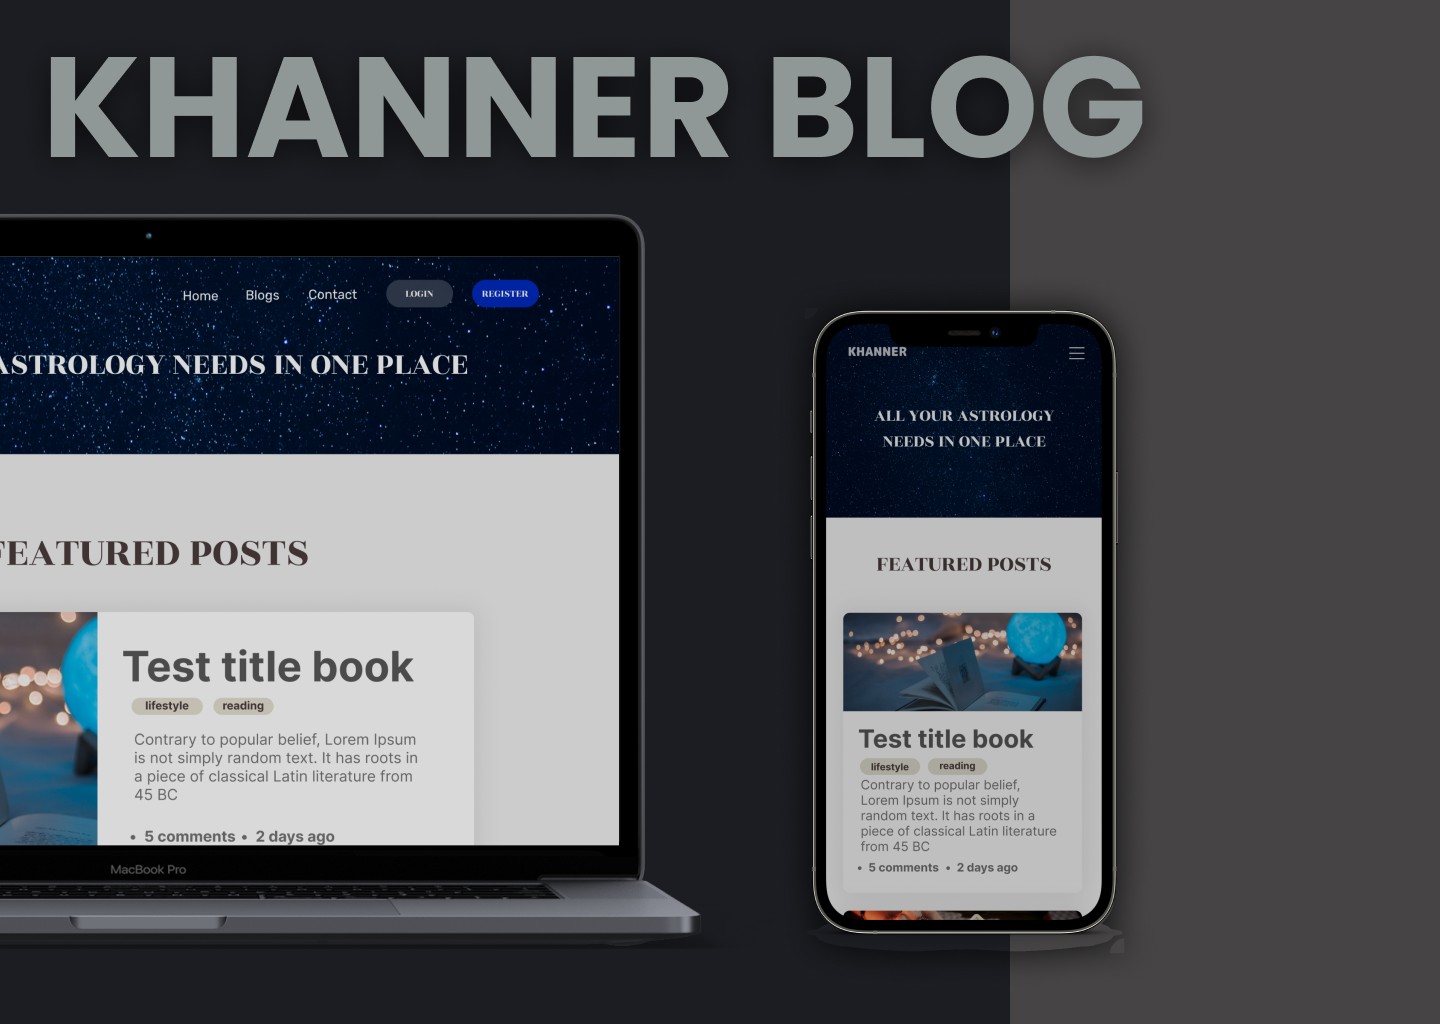 KHANNER BLOG
Home Blogs Contact LOGIN REGISTER
ASTROLOGY NEEDS IN ONE PLACE
FEATURED POSTS
Test title book
lifestyle reading
Contrary to popular belief, Lorem Ipsum
is not simply random text. It has roots in
a piece of classical Latin literature from
45 BC
• 5 comments • 2 days ago
MacBook Pro
KHANNER
ALL YOUR ASTROLOGY
NEEDS IN ONE PLACE
FEATURED POSTS
Test title book
lifestyle reading
Contrary to popular belief,
Lorem Ipsum is not simply
random text. It has roots in a
piece of classical Latin literature
from 45 BC
• 5 comments • 2 days ago